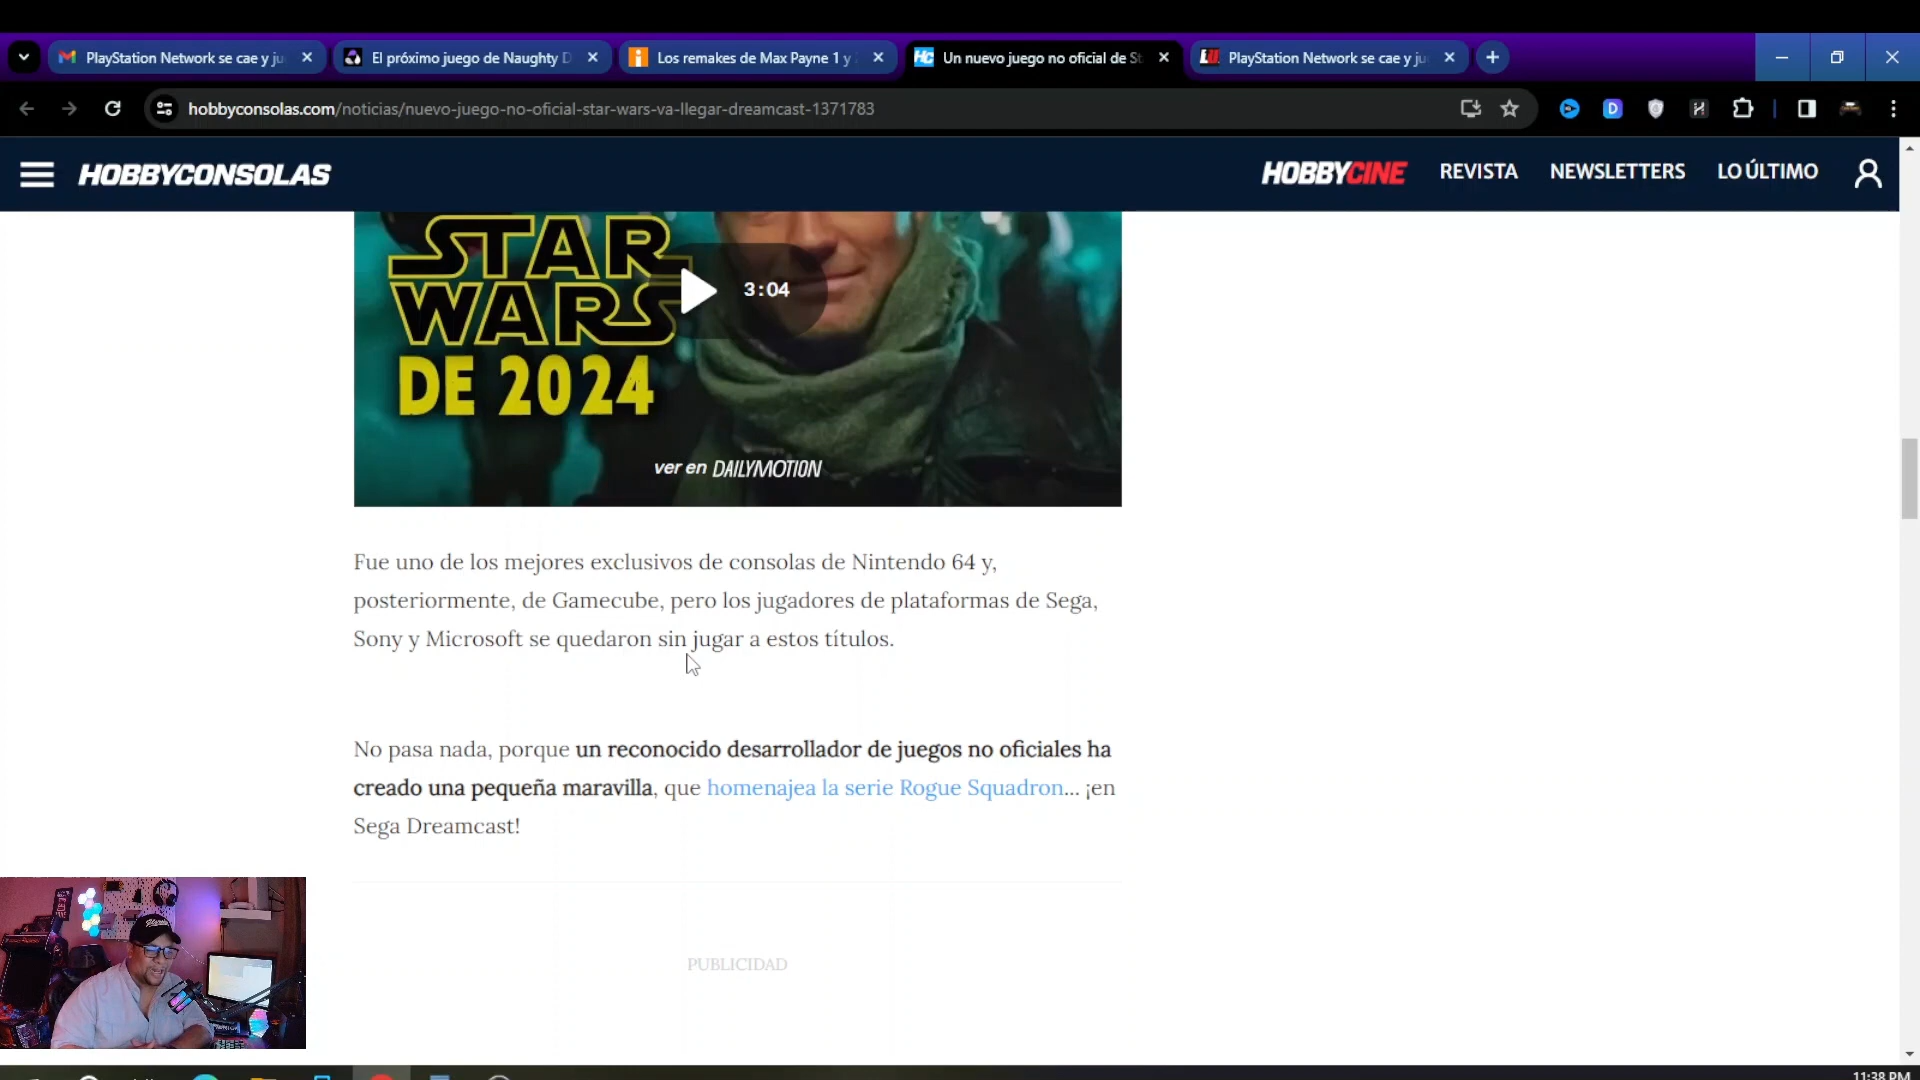 PlayStation Network se cae y ju
El próximo juego de Naughty D
Los remakes de Max Payne 1 y
Un nuevo juego no oficial de St
PlayStation Network se cae y ju
hobbyconsolas.com/noticias/nuevo-juego-no-oficial-star-wars-va-llegar-dreamcast-1371783
HOBBYCONSOLAS
HOBBYCINE
REVISTA
NEWSLETTERS
LO ÚLTIMO
STAR
WARS
DE 2024
3:04
ver en DAILYMOTION
Fue uno de los mejores exclusivos de consolas de Nintendo 64 y,
posteriormente, de Gamecube, pero los jugadores de plataformas de Sega,
Sony y Microsoft se quedaron sin jugar a estos títulos.
No pasa nada, porque un reconocido desarrollador de juegos no oficiales ha
creado una pequeña maravilla, que homenajea la serie Rogue Squadron... ¡en
Sega Dreamcast!
PUBLICIDAD
11:38 PM